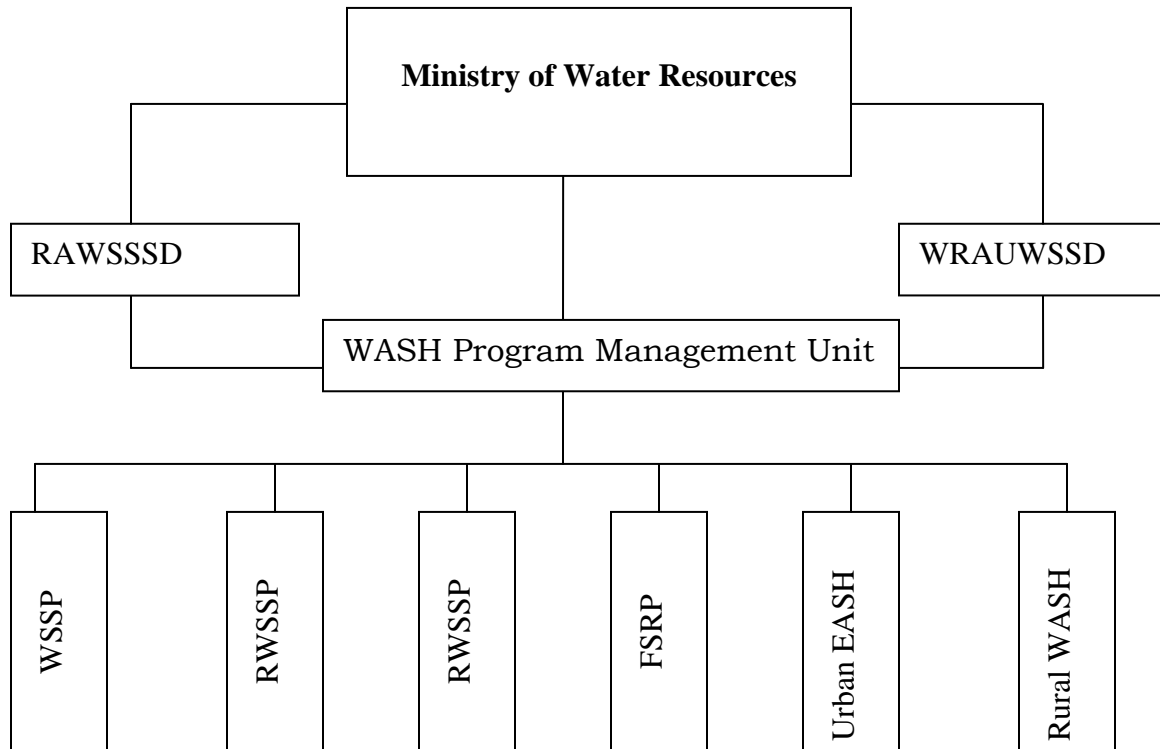 Ministry of Water Resources
RAWSSSD
WRAUWSSD
WASH Program Management Unit
WSSP
RWSSP
RWSSP
FSRP
Urban EASH
Rural WASH